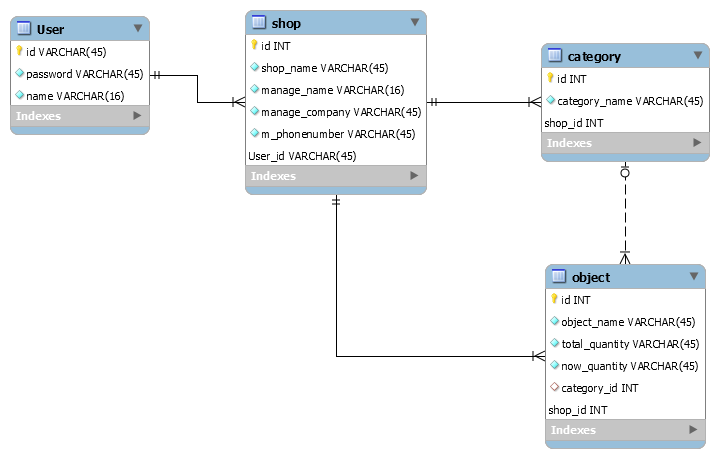 User
id VARCHAR(45)
password VARCHAR(45)
name VARCHAR(16)
Indexes
shop
id INT
shop_name VARCHAR(45)
manage_name VARCHAR(16)
manage_company VARCHAR(45)
m_phonenumber VARCHAR(45)
User_id VARCHAR(45)
Indexes
category
id INT
category_name VARCHAR(45)
shop_id INT
Indexes
object
id INT
object_name VARCHAR(45)
total_quantity VARCHAR(45)
now_quantity VARCHAR(45)
category_id INT
shop_id INT
Indexes